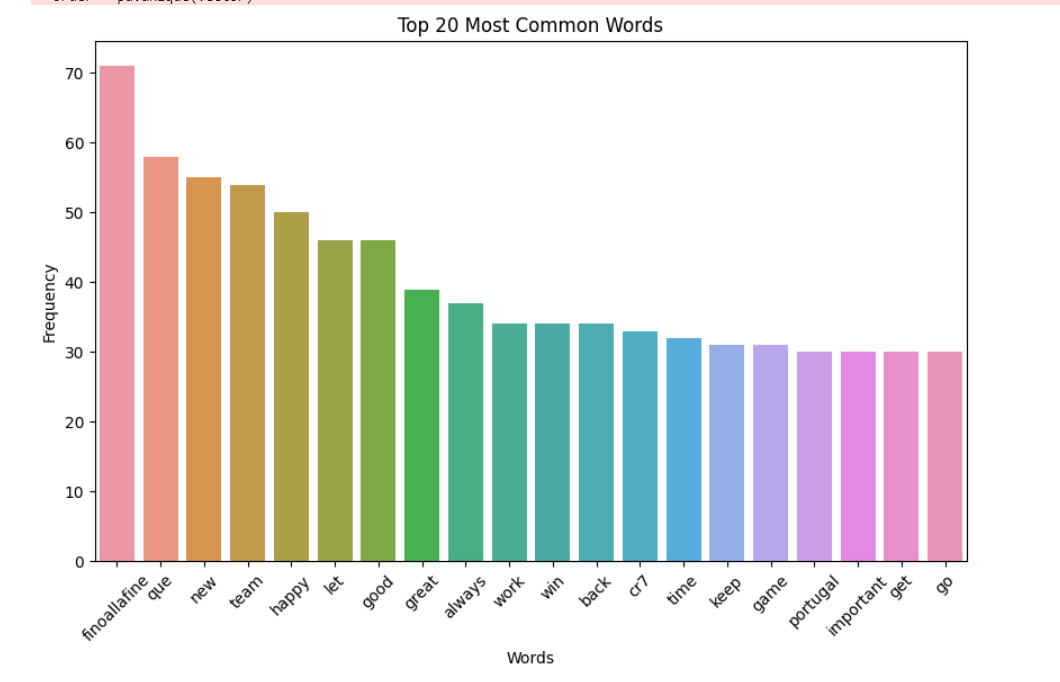 Top 20 Most Common Words
70
60
50
40
30
20
10
0
Frequency
finoallafine
que
new
team
happy
let
good
great
always
work
win
back
cr7
time
keep
game
portugal
important
get
go
Words